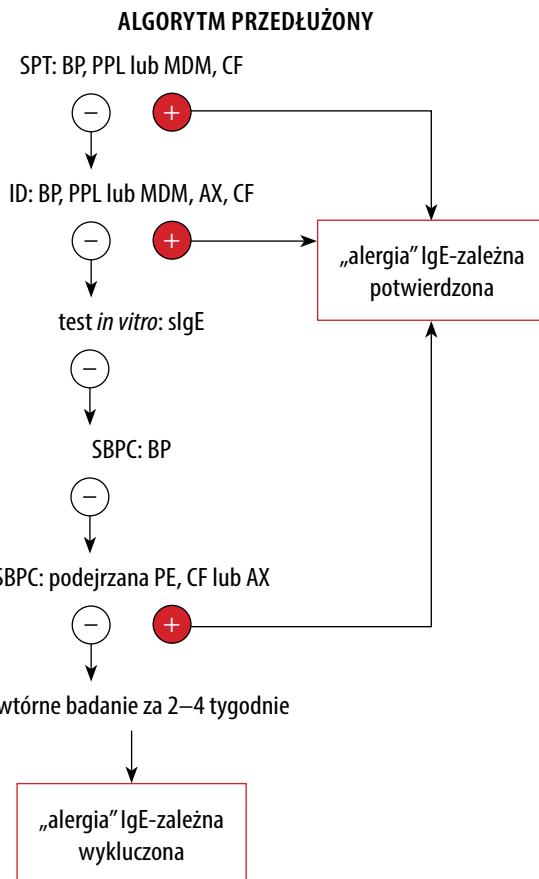 ALGORYTM PRZEDŁUŻONY
SPT: BP, PPL lub MDM, CF
−
+
ID: BP, PPL lub MDM, AX, CF
−
+
„alergia” IgE-zależna
potwierdzona
test in vitro: sIgE
−
SBPC: BP
−
SBPC: podejrzana PE, CF lub AX
−
+
wtórne badanie za 2–4 tygodnie
„alergia” IgE-zależna
wykluczona